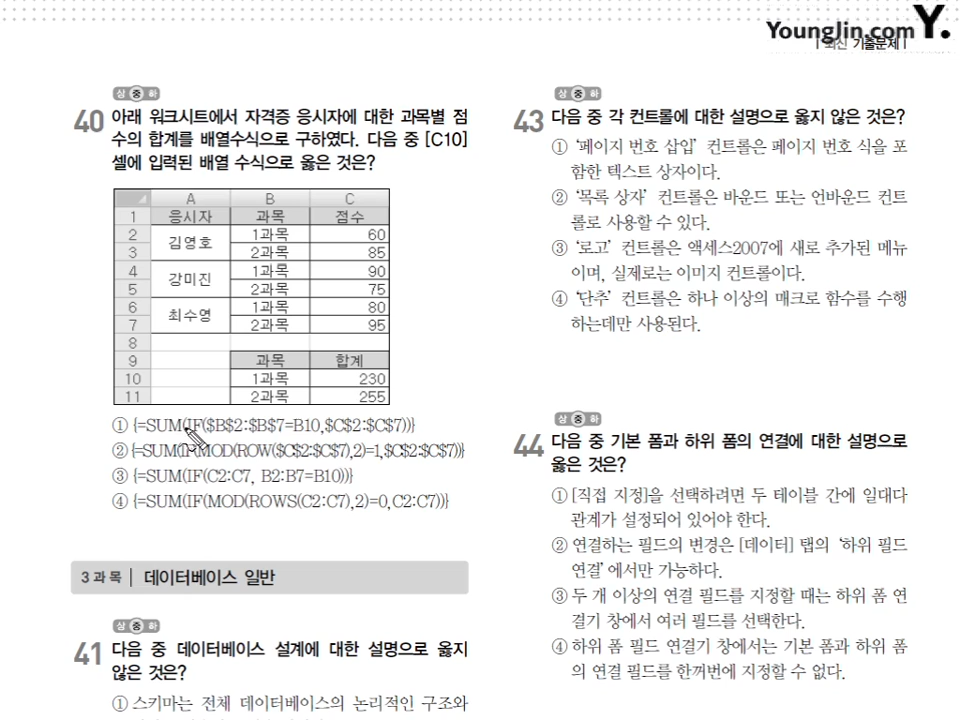 YoungJin.com Y.
| 최신 기출문제 |
상 중 하
40 아래 워크시트에서 자격증 응시자에 대한 과목별 점
수의 합계를 배열수식으로 구하였다. 다음 중 [C10]
셀에 입력된 배열 수식으로 옳은 것은?
A B C
1 응시자 과목 점수
2 김영호 1과목 60
3 2과목 85
4 강미진 1과목 90
5 2과목 75
6 최수영 1과목 80
7 2과목 95
8
9 과목 합계
10 1과목 230
11 2과목 255
① {=SUM(IF($B$2:$B$7=B10,$C$2:$C$7))}
② {=SUM(IF(MOD(ROW($C$2:$C$7),2)=1,$C$2:$C$7))}
③ {=SUM(IF(C2:C7, B2:B7=B10))}
④ {=SUM(IF(MOD(ROWS(C2:C7),2)=0,C2:C7))}
3과목 | 데이터베이스 일반
상 중 하
41 다음 중 데이터베이스 설계에 대한 설명으로 옳지
않은 것은?
① 스키마는 전체 데이터베이스의 논리적인 구조와
상 중 하
43 다음 중 각 컨트롤에 대한 설명으로 옳지 않은 것은?
① ‘페이지 번호 삽입’ 컨트롤은 페이지 번호 식을 포
함한 텍스트 상자이다.
② ‘목록 상자’ 컨트롤은 바운드 또는 언바운드 컨트
롤로 사용할 수 있다.
③ ‘로고’ 컨트롤은 액세스2007에 새로 추가된 메뉴
이며, 실제로는 이미지 컨트롤이다.
④ ‘단추’ 컨트롤은 하나 이상의 매크로 함수를 수행
하는데만 사용된다.
상 중 하
44 다음 중 기본 폼과 하위 폼의 연결에 대한 설명으로
옳은 것은?
① [직접 지정]을 선택하려면 두 테이블 간에 일대다
관계가 설정되어 있어야 한다.
② 연결하는 필드의 변경은 [데이터] 탭의 ‘하위 필드
연결’에서만 가능하다.
③ 두 개 이상의 연결 필드를 지정할 때는 하위 폼 연
결기 창에서 여러 필드를 선택한다.
④ 하위 폼 필드 연결기 창에서는 기본 폼과 하위 폼
의 연결 필드를 한꺼번에 지정할 수 없다.